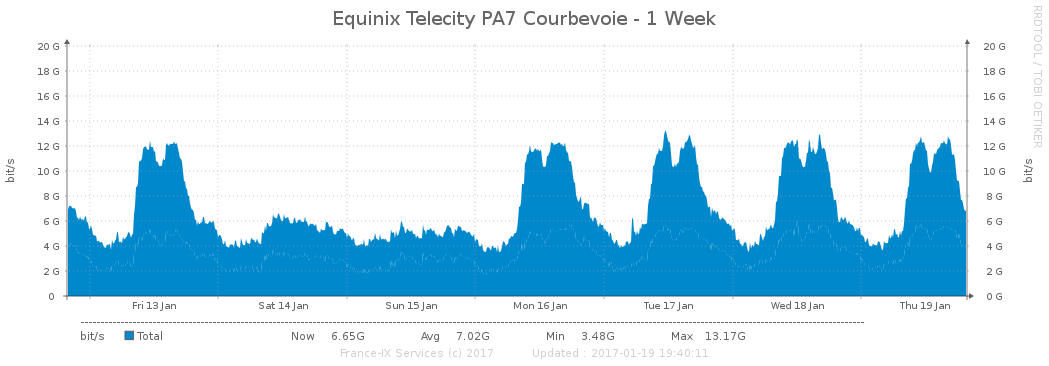 Equinix Telecity PA7 Courbevoie - 1 Week
RRDTOOL / TOBI OETIKER
bit/s
20 G 20 G
18 G 18 G
16 G 16 G
14 G 14 G
12 G 12 G
10 G 10 G
8 G 8 G
6 G 6 G
4 G 4 G
2 G 2 G
0 0 G
bit/s
Fri 13 Jan Sat 14 Jan Sun 15 Jan Mon 16 Jan Tue 17 Jan Wed 18 Jan Thu 19 Jan
bit/s Total Now 6.65G Avg 7.02G Min 3.48G Max 13.17G
France-IX Services (c) 2017 Updated : 2017-01-19 19:40:11